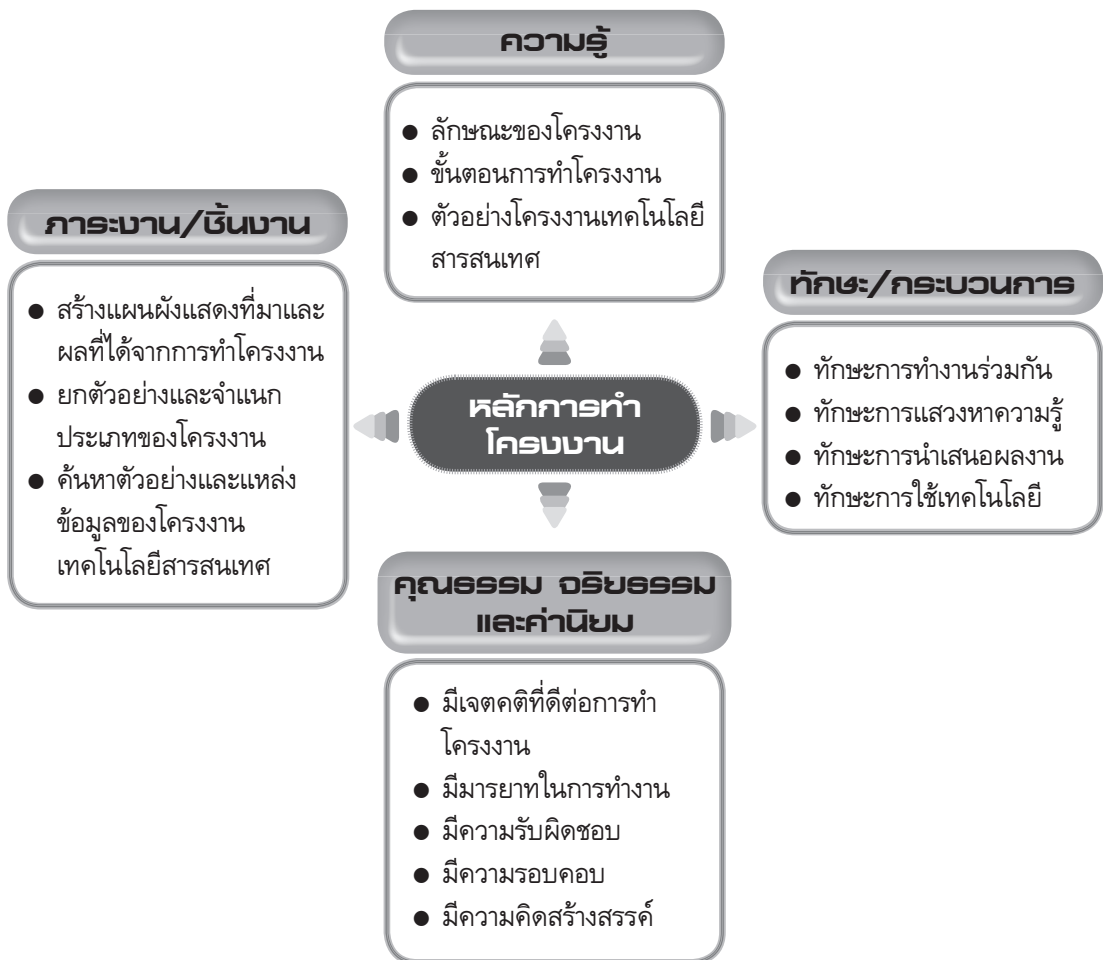 ความรู้
● ลักษณะของโครงงาน
● ขั้นตอนการทำโครงงาน
● ตัวอย่างโครงงานเทคโนโลยี
สารสนเทศ
ภาระงาน/ชิ้นงาน
● สร้างแผนผังแสดงที่มาและ
ผลที่ได้จากการทำโครงงาน
● ยกตัวอย่างและจำแนก
ประเภทของโครงงาน
● ค้นหาตัวอย่างและแหล่ง
ข้อมูลของโครงงาน
เทคโนโลยีสารสนเทศ
หลักการทำ
โครงงาน
ทักษะ/กระบวนการ
● ทักษะการทำงานร่วมกัน
● ทักษะการแสวงหาความรู้
● ทักษะการนำเสนอผลงาน
● ทักษะการใช้เทคโนโลยี
คุณธรรม จริยธรรม
และค่านิยม
● มีเจตคติที่ดีต่อการทำ
โครงงาน
● มีมารยาทในการทำงาน
● มีความรับผิดชอบ
● มีความรอบคอบ
● มีความคิดสร้างสรรค์